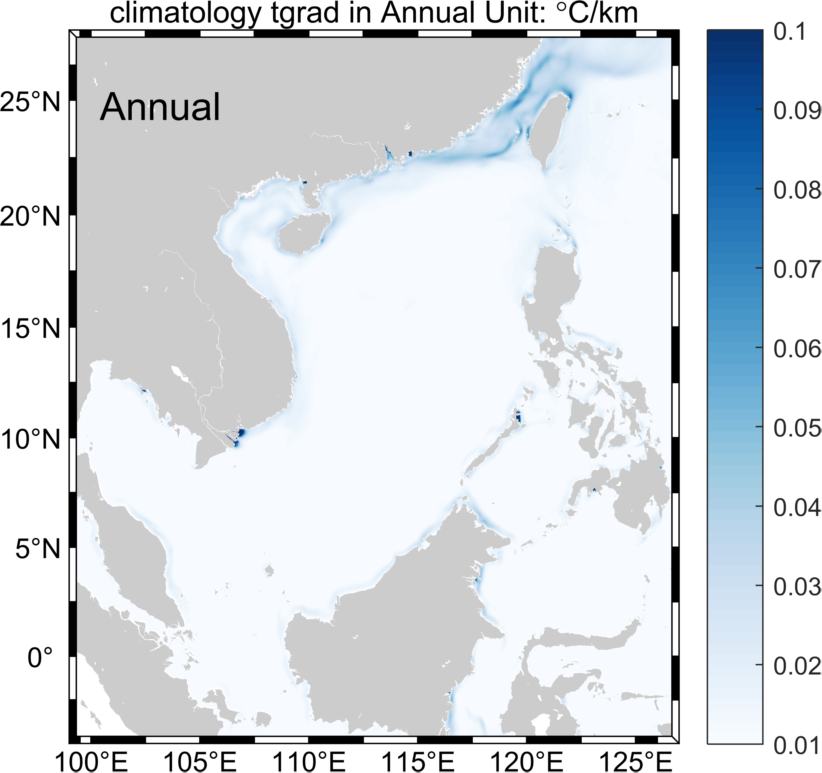 climatology tgrad in Annual Unit: °C/km
Annual
25°N
20°N
15°N
10°N
5°N
0°
100°E
105°E
110°E
115°E
120°E
125°E
0.1
0.09
0.08
0.07
0.06
0.05
0.04
0.03
0.02
0.01